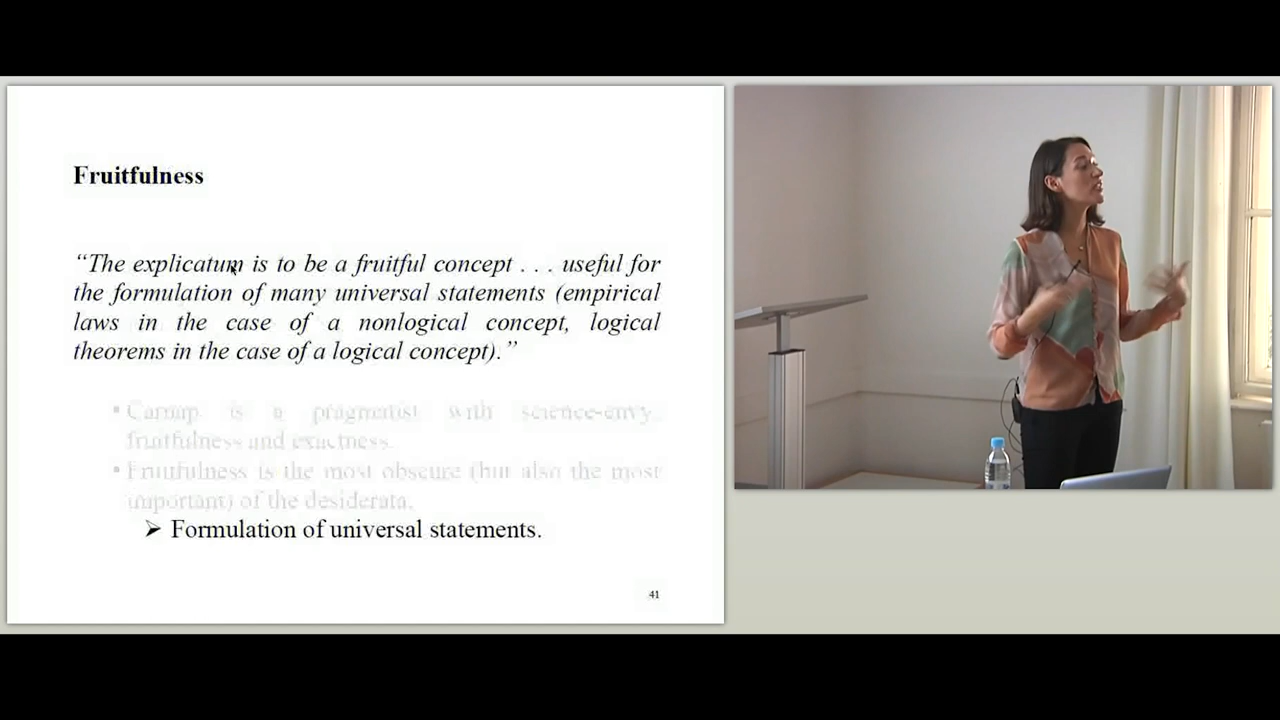 Fruitfulness
“The explicatum is to be a fruitful concept . . . useful for
the formulation of many universal statements (empirical
laws in the case of a nonlogical concept, logical
theorems in the case of a logical concept).”
▪ Carnap is a pragmatist with science-envy:
fruitfulness and exactness.
▪ Fruitfulness is the most obscure (but also the most
important) of the desiderata.
➢ Formulation of universal statements.
41